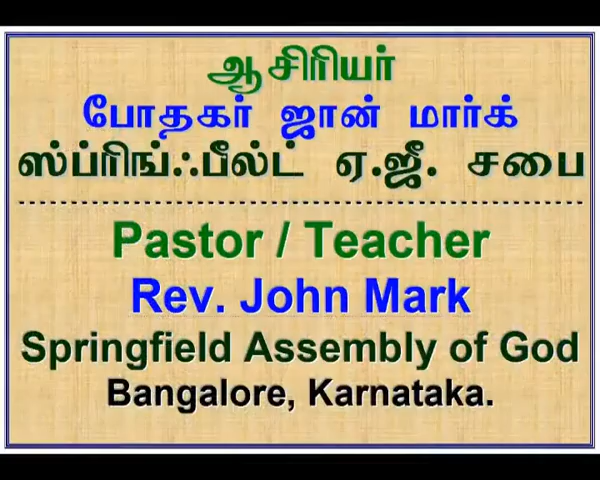 ஆசிரியர்
போதகர் ஜான் மார்க்
ஸ்ப்ரிங்ஃபீல்ட் ஏ.ஜீ. சபை
Pastor / Teacher
Rev. John Mark
Springfield Assembly of God
Bangalore, Karnataka.